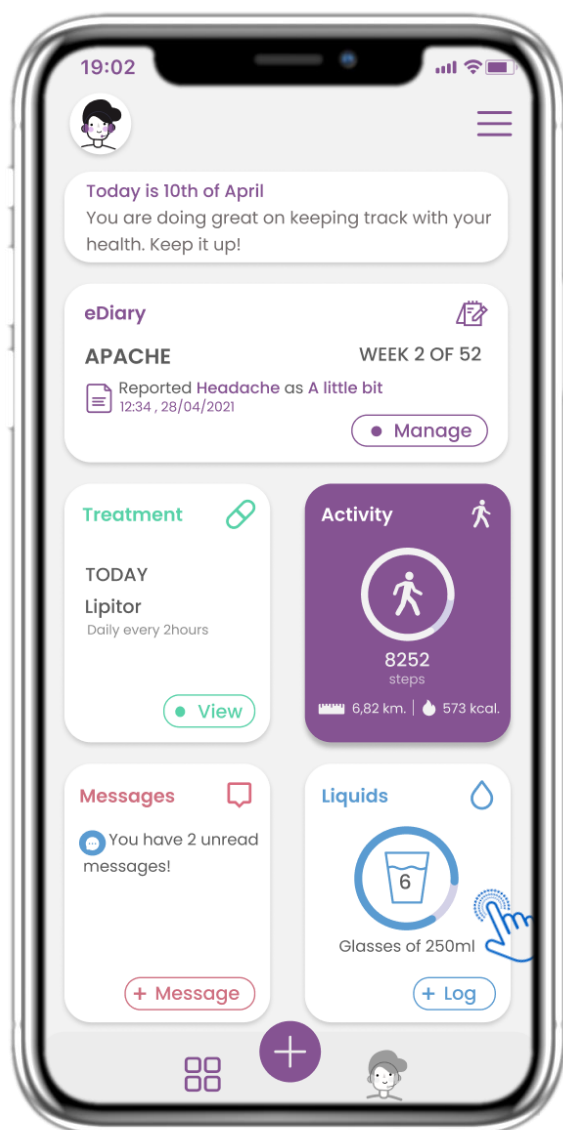 19:02
Today is 10th of April
You are doing great on keeping track with your
health. Keep it up!
eDiary
APACHE
WEEK 2 OF 52
Reported Headache as A little bit
12:34 , 28/04/2021
Manage
Treatment
TODAY
Lipitor
Daily every 2hours
View
Activity
8252
steps
6,82 km.
573 kcal.
Messages
You have 2 unread
messages!
+ Message
Liquids
6
Glasses of 250ml
+ Log